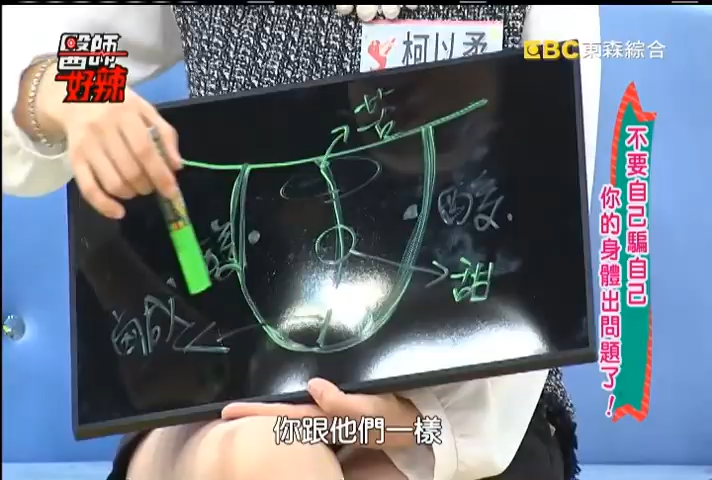 醫師
好辣
柯以柔
EBC東森綜合
不要自己騙自己
你的身體出問題了！
苦
酸
酸
甜
鹹
你跟他們一樣